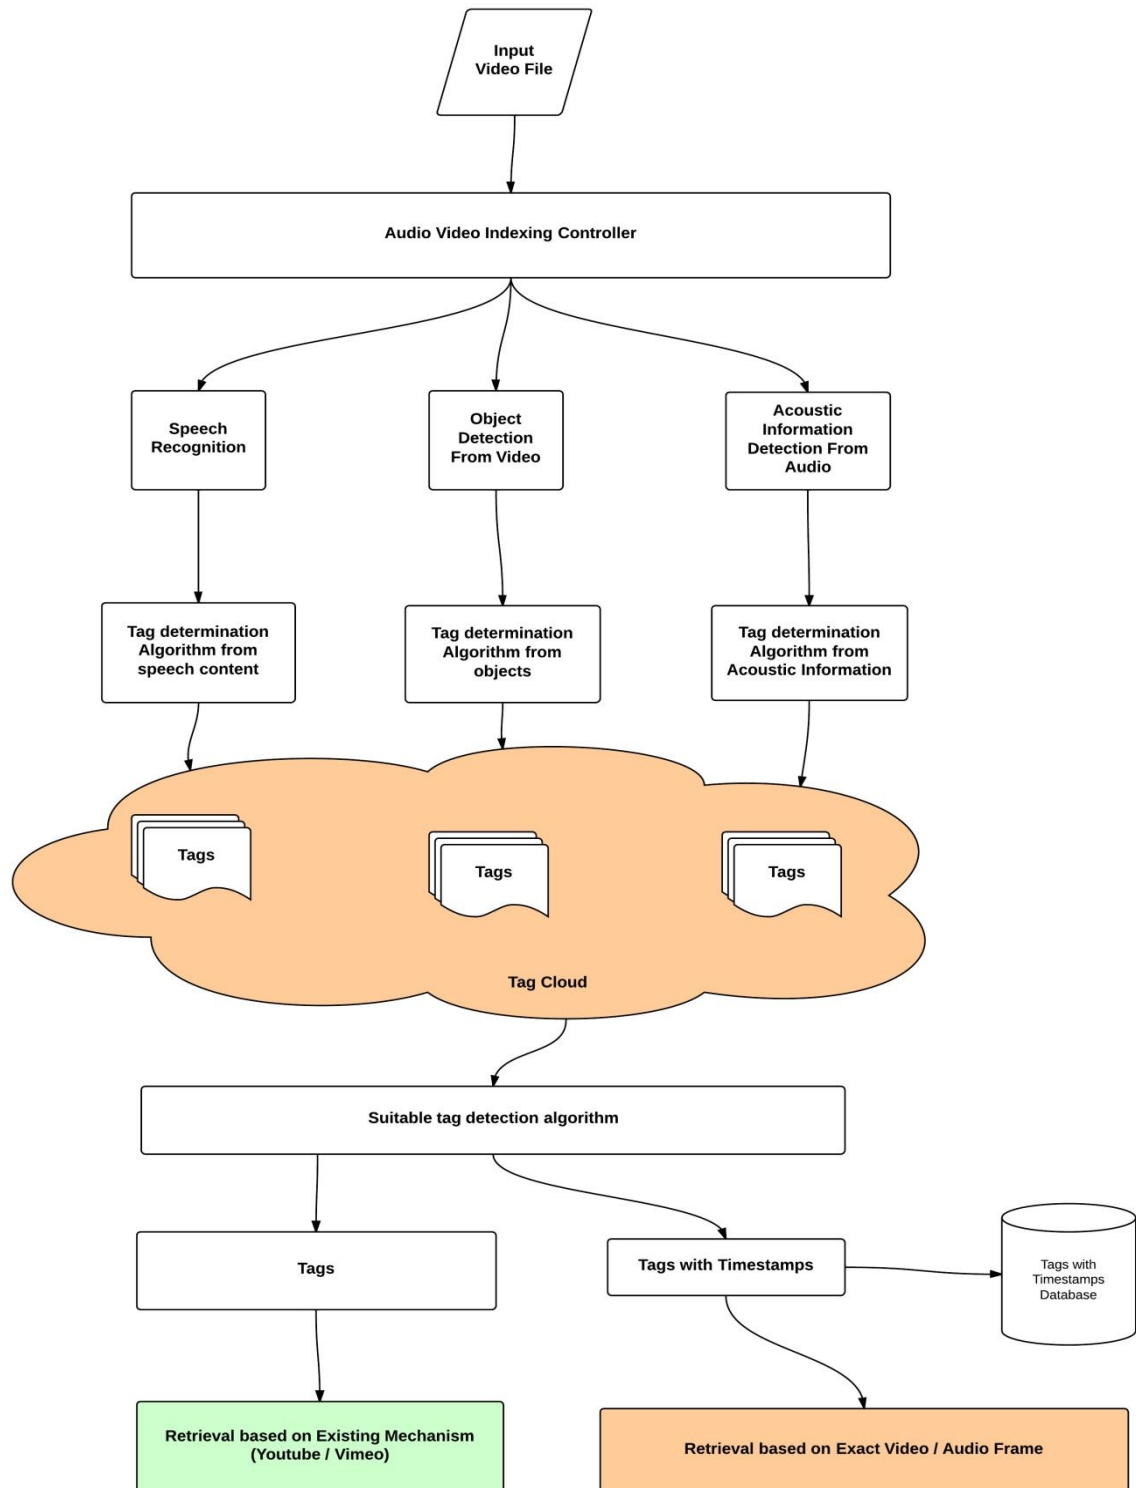 Input
Video File
Audio Video Indexing Controller
Speech
Recognition
Object
Detection
From Video
Acoustic
Information
Detection From
Audio
Tag determination
Algorithm from
speech content
Tag determination
Algorithm from
objects
Tag determination
Algorithm from
Acoustic Information
Tags
Tags
Tags
Tag Cloud
Suitable tag detection algorithm
Tags
Tags with Timestamps
Tags with
Timestamps
Database
Retrieval based on Existing Mechanism
(Youtube / Vimeo)
Retrieval based on Exact Video / Audio Frame